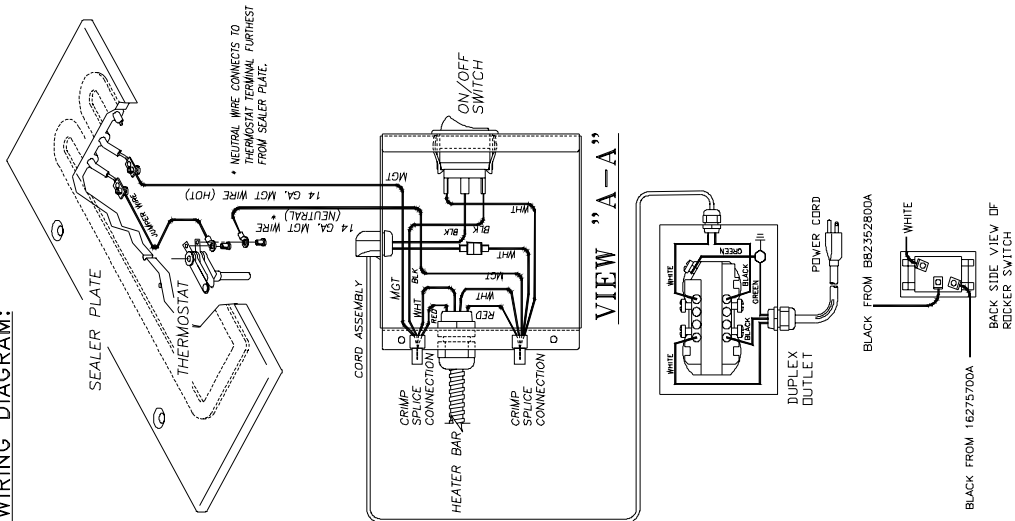 WIRING DIAGRAM:
SEALER PLATE
THERMOSTAT
JUMPER WIRE
* NEUTRAL WIRE CONNECTS TO
THERMOSTAT TERMINAL FURTHEST
FROM SEALER PLATE.
14 GA. MGT WIRE (HOT)
14 GA. MGT WIRE
(NEUTRAL) *
CORD ASSEMBLY
ON/OFF
SWITCH
MGT
WHT
BLK
BLK
WHT
MGT
BLK
MGT
WHT
RED
WHT
RED
CRIMP
SPLICE
CONNECTION
HEATER BAR
CRIMP
SPLICE
CONNECTION
VIEW "A-A"
WHITE
GREEN
BLACK
GREEN
BLACK
WHITE
DUPLEX
OUTLET
POWER CORD
BLACK FROM B82352800A
WHITE
BLACK FROM 16275700A
BACK SIDE VIEW OF
ROCKER SWITCH